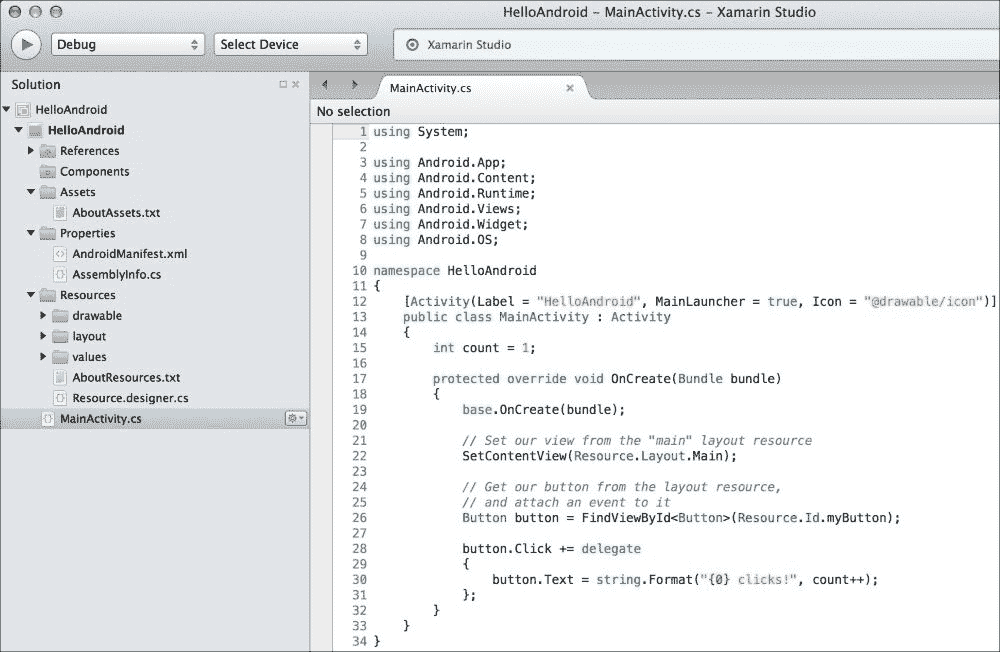 HelloAndroid – MainActivity.cs – Xamarin Studio
Debug
Select Device
Xamarin Studio
Solution
HelloAndroid
HelloAndroid
References
Components
Assets
AboutAssets.txt
Properties
AndroidManifest.xml
AssemblyInfo.cs
Resources
drawable
layout
values
AboutResources.txt
Resource.designer.cs
MainActivity.cs
MainActivity.cs
No selection
1 using System;
2
3 using Android.App;
4 using Android.Content;
5 using Android.Runtime;
6 using Android.Views;
7 using Android.Widget;
8 using Android.OS;
9
10 namespace HelloAndroid
11 {
12     [Activity(Label = "HelloAndroid", MainLauncher = true, Icon = "@drawable/icon")]
13     public class MainActivity : Activity
14     {
15         int count = 1;
16
17         protected override void OnCreate(Bundle bundle)
18         {
19             base.OnCreate(bundle);
20
21             // Set our view from the "main" layout resource
22             SetContentView(Resource.Layout.Main);
23
24             // Get our button from the layout resource,
25             // and attach an event to it
26             Button button = FindViewById<Button>(Resource.Id.myButton);
27
28             button.Click += delegate
29             {
30                 button.Text = string.Format("{0} clicks!", count++);
31             };
32         }
33     }
34 }